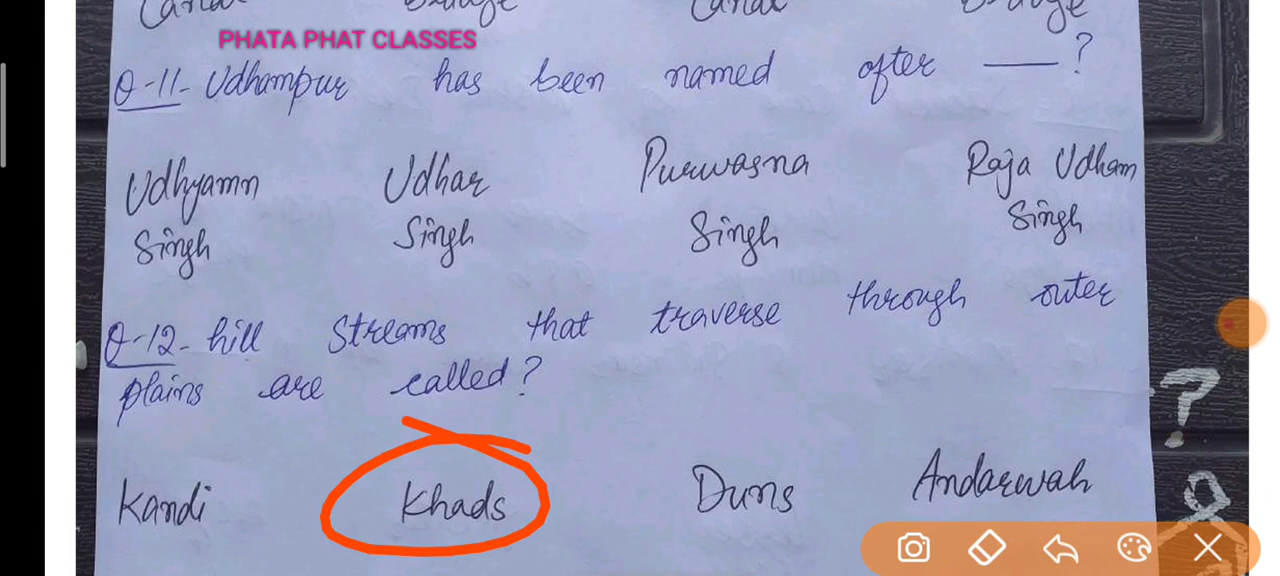 PHATA PHAT CLASSES
Q-11- Udhampur has been named after ___?
Udhyamn Singh
Udhar Singh
Purwasna Singh
Raja Udham Singh
Q-12- hill streams that traverse through outer
plains are called?
Kandi Khads Duns Andarwah